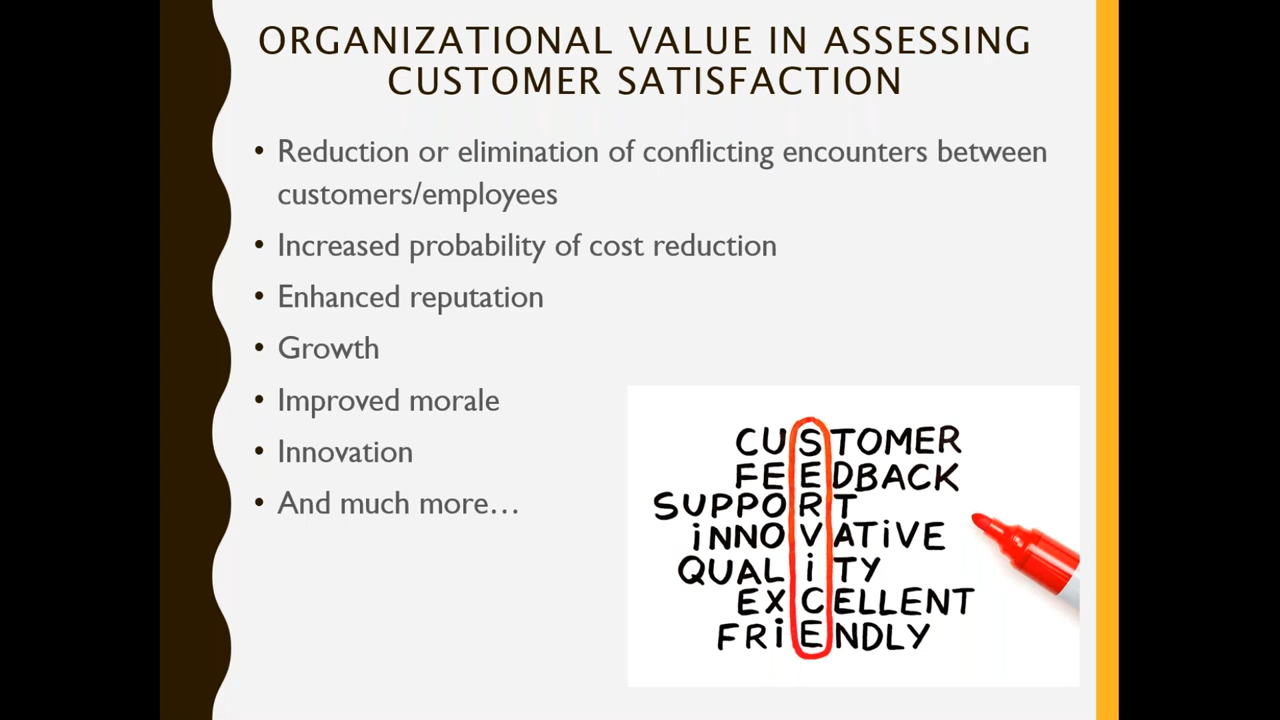 ORGANIZATIONAL VALUE IN ASSESSING
CUSTOMER SATISFACTION
• Reduction or elimination of conflicting encounters between
customers/employees
• Increased probability of cost reduction
• Enhanced reputation
• Growth
• Improved morale
• Innovation
• And much more…
CUSTOMER
FEEDBACK
SUPPORT
iNNOVATiVE
QUALiTY
EXCELLENT
FRiENDLY